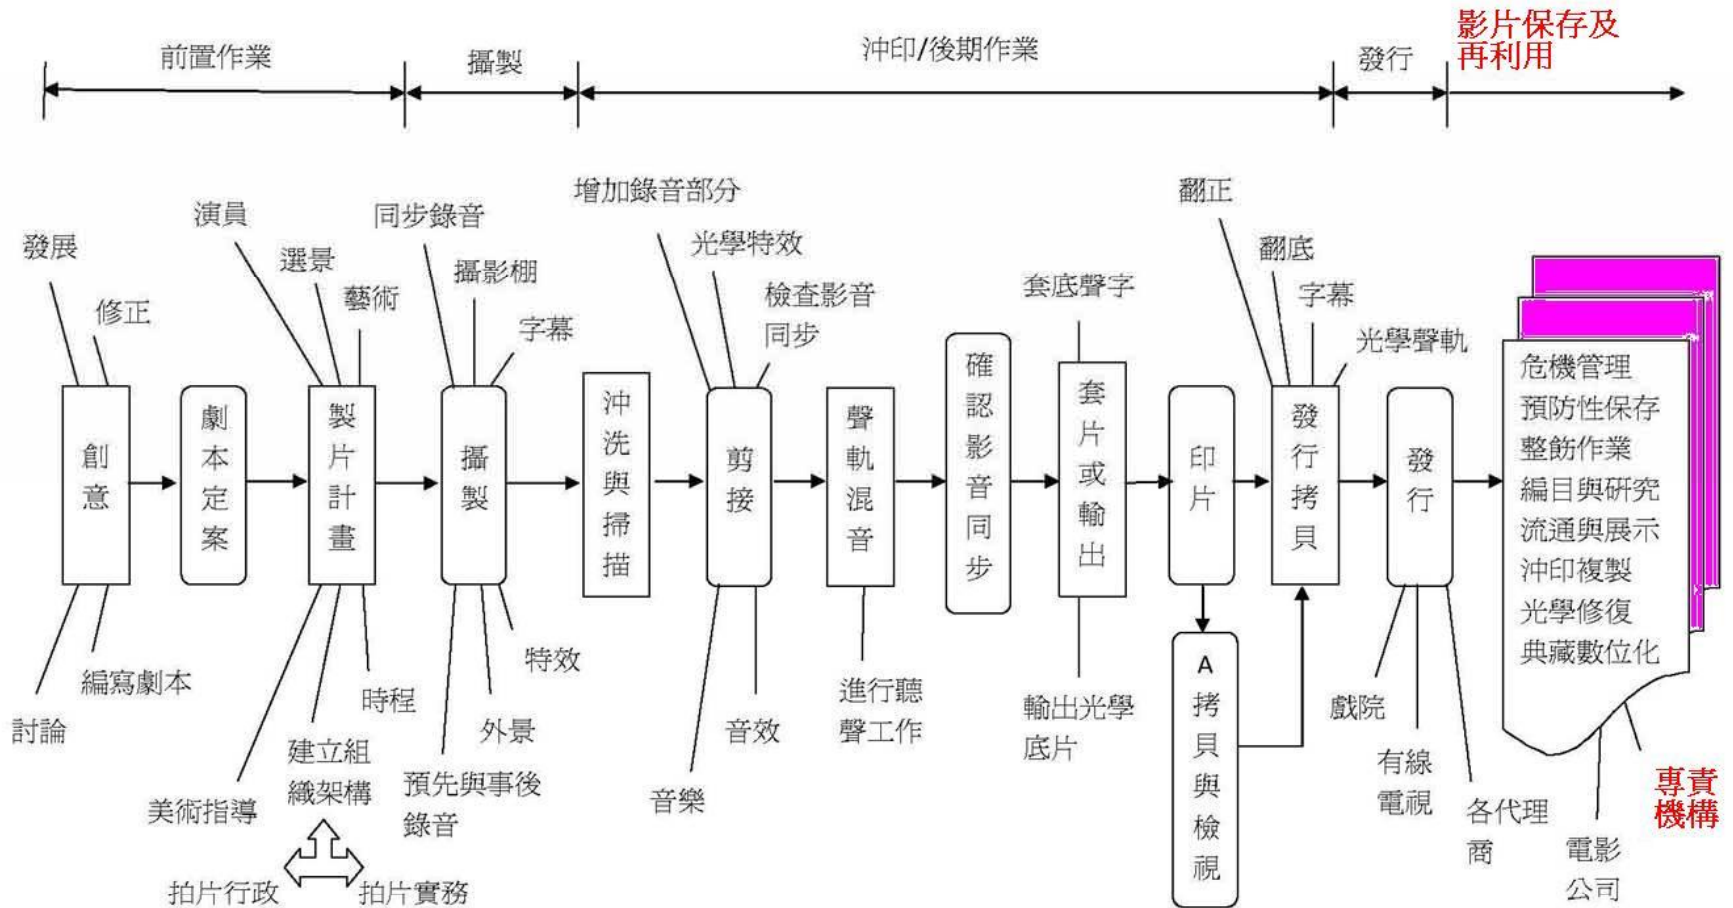 前置作業
攝製
沖印/後期作業
發行
影片保存及
再利用
發展
修正
創意
討論
編寫劇本
劇本定案
演員
選景
藝術
製片計畫
美術指導
建立組
織架構
時程
拍片行政
拍片實務
同步錄音
攝影棚
字幕
攝製
預先與事後
錄音
外景
特效
沖洗與掃描
增加錄音部分
光學特效
檢查影音
同步
剪接
音樂
音效
聲軌混音
進行聽
聲工作
確認影音同步
套底聲字
套片或輸出
輸出光學
底片
印片
A拷貝與檢視
翻正
翻底
字幕
光學聲軌
發行拷貝
發行
戲院
有線
電視
各代理
商
危機管理
預防性保存
整飭作業
編目與研究
流通與展示
沖印複製
光學修復
典藏數位化
電影
公司
專責
機構